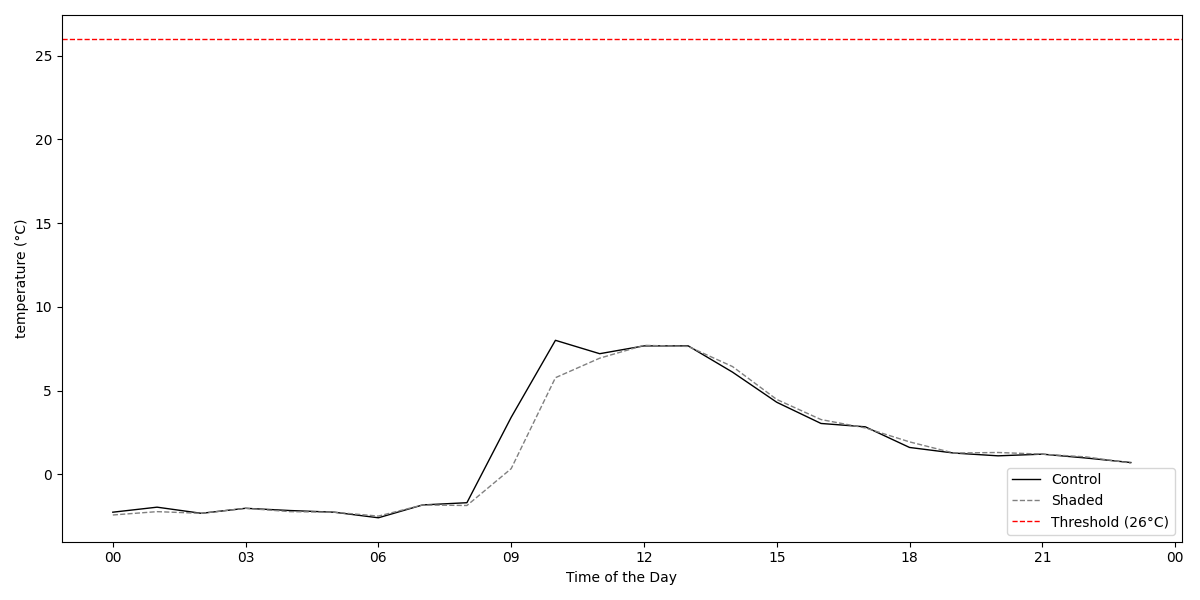 temperature (°C)
25
20
15
10
5
0
Control
Shaded
Threshold (26°C)
00 03 06 09 12 15 18 21 00
Time of the Day